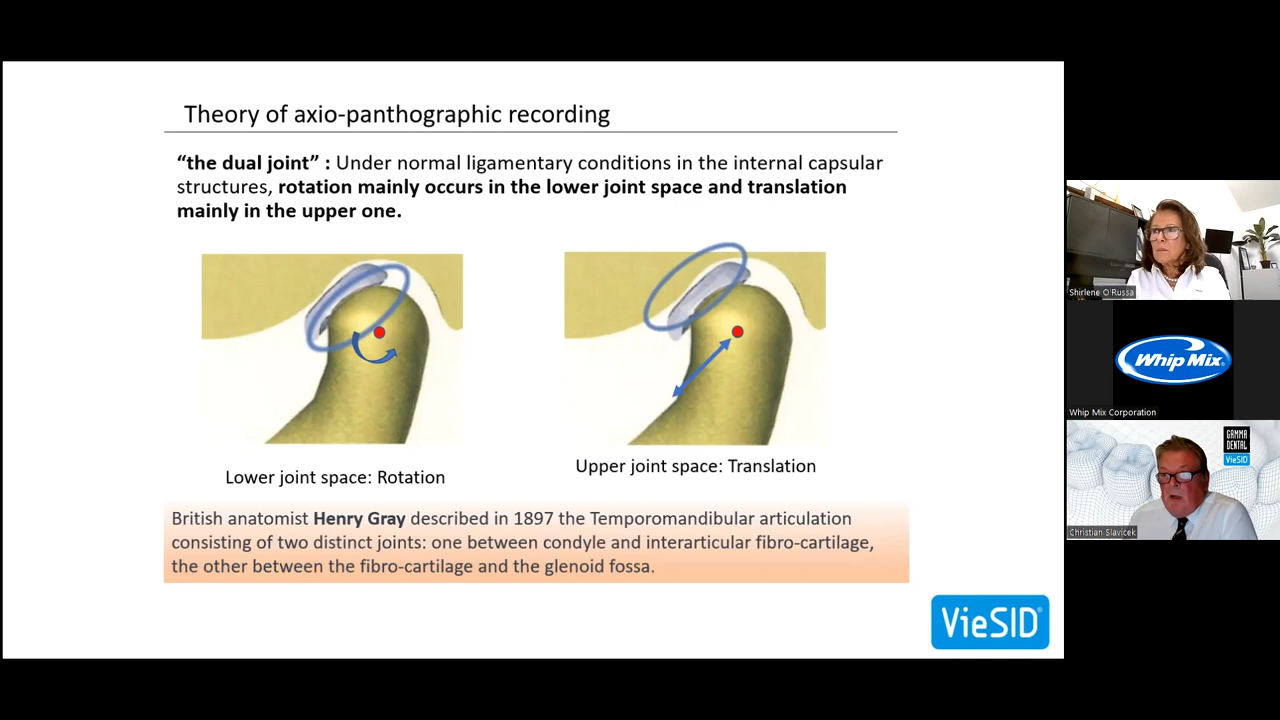 Theory of axio-panthographic recording
“the dual joint” : Under normal ligamentary conditions in the internal capsular
structures, rotation mainly occurs in the lower joint space and translation
mainly in the upper one.
Lower joint space: Rotation
Upper joint space: Translation
British anatomist Henry Gray described in 1897 the Temporomandibular articulation
consisting of two distinct joints: one between condyle and interarticular fibro-cartilage,
the other between the fibro-cartilage and the glenoid fossa.
VieSID®
Shirlene O'Russa
Whip Mix®
Whip Mix Corporation
GAMMA
DENTAL
VieSID
Christian Slavicek